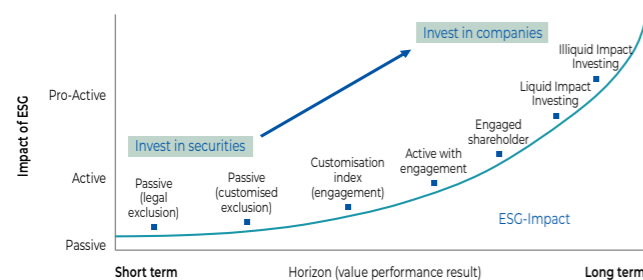 Invest in companies
Illiquid Impact
Investing
Pro-Active
Liquid Impact
Investing
Impact of ESG
Invest in securities
Engaged
shareholder
Customisation
index
(engagement)
Active with
engagement
Active
Passive
(legal
exclusion)
Passive
(customised
exclusion)
ESG-Impact
Passive
Short term
Horizon (value performance result)
Long term